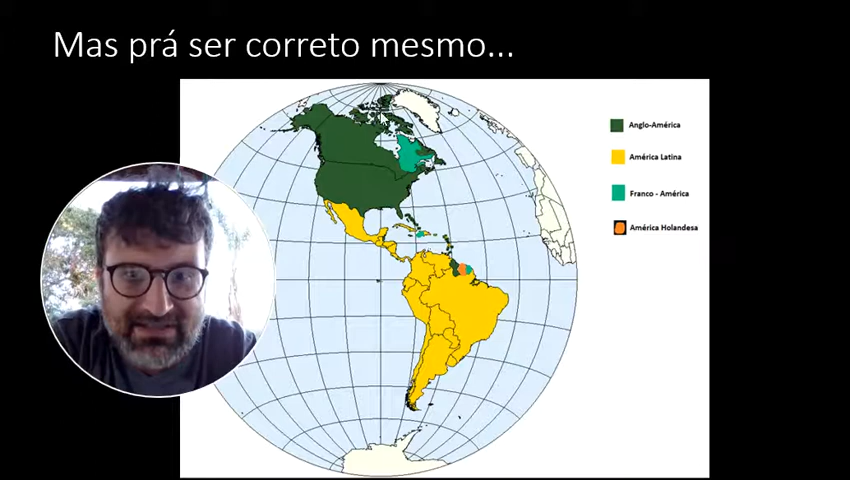 Mas prá ser correto mesmo...
Anglo-América
América Latina
Franco - América
América Holandesa